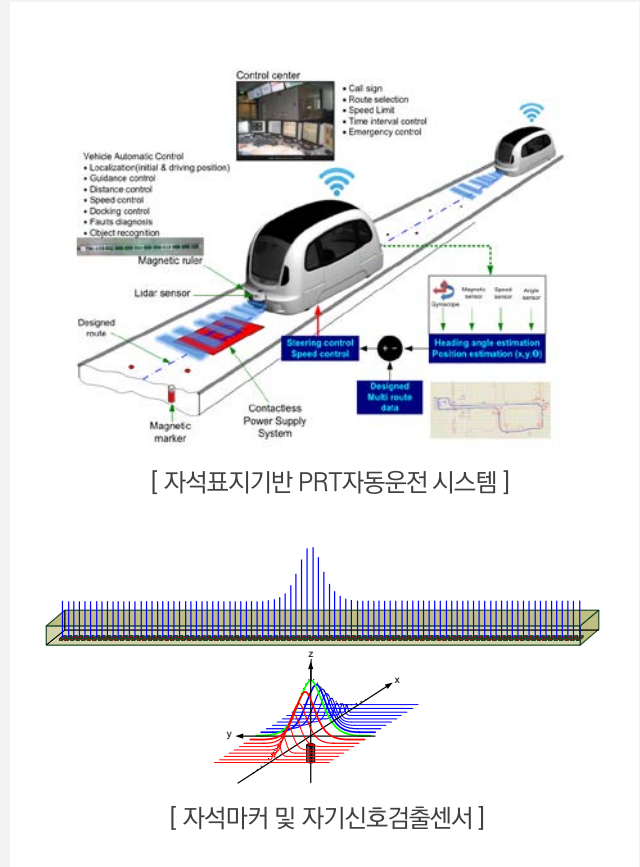 Control center
• Call sign
• Route selection
• Speed Limit
• Time interval control
• Emergency control
Vehicle Automatic Control
• Localization(initial & driving position)
• Guidance control
• Distance control
• Speed control
• Docking control
• Faults diagnosis
• Object recognition
Magnetic ruler
Lidar sensor
Designed
route
Magnetic
marker
Contactless
Power Supply
System
Steering control
Speed control
Gyroscope
Magnetic
sensor
Speed
sensor
Angle
sensor
Heading angle estimation
Position estimation (x,y,Θ)
Designed
Multi route
data
[ 자석표지기반 PRT자동운전 시스템 ]
z
x
y
[ 자석마커 및 자기신호검출센서 ]